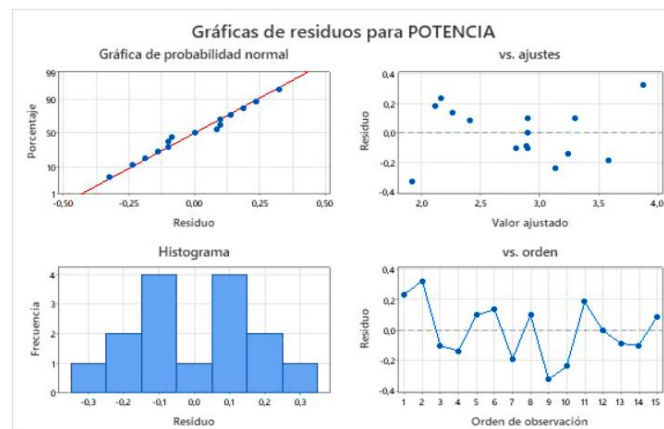 Gráficas de residuos para POTENCIA
Gráfica de probabilidad normal
99
90
50
10
1
Porcentaje
-0,50
-0,25
0,00
0,25
0,50
Residuo
vs. ajustes
0,4
0,2
0,0
-0,2
-0,4
Residuo
2,0
2,5
3,0
3,5
4,0
Valor ajustado
Histograma
4
3
2
1
0
Frecuencia
-0,3
-0,2
-0,1
0,0
0,1
0,2
0,3
Residuo
vs. orden
0,4
0,2
0,0
-0,2
-0,4
Residuo
1 2 3 4 5 6 7 8 9 10 11 12 13 14 15
Orden de observación